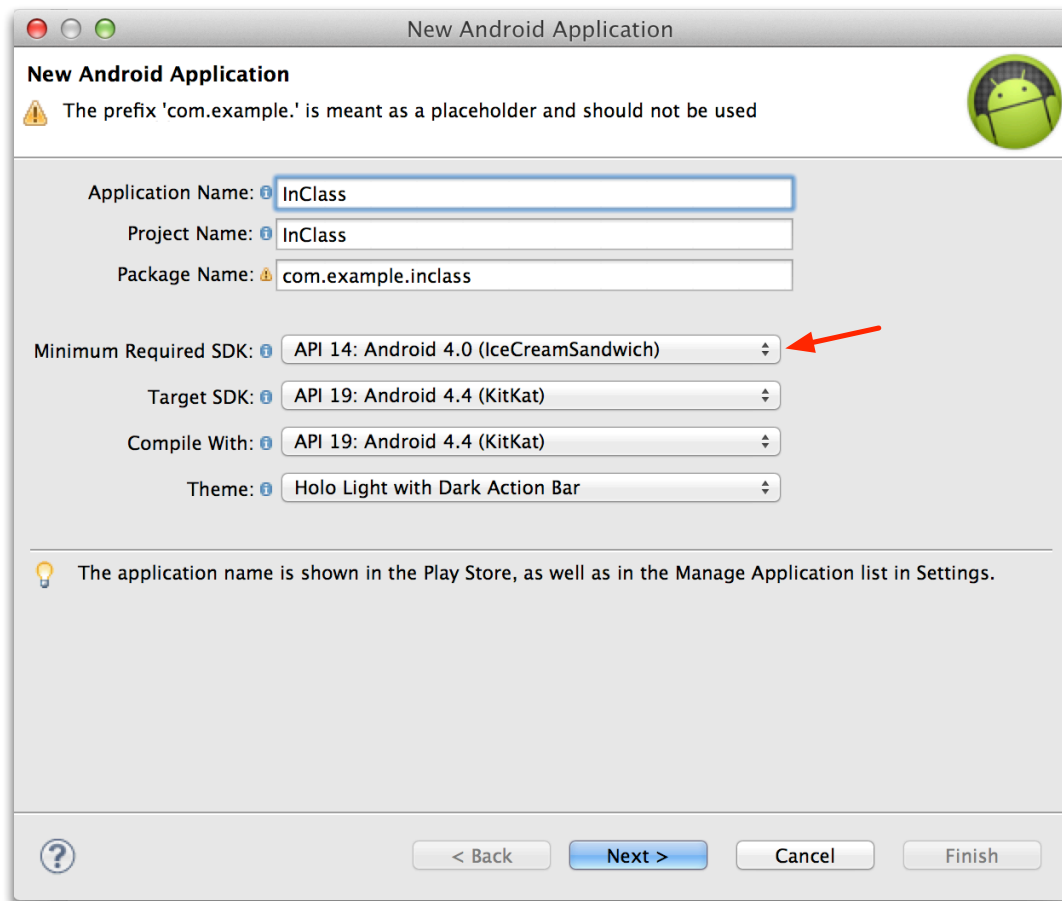 New Android Application
New Android Application
The prefix 'com.example.' is meant as a placeholder and should not be used
Application Name: InClass
Project Name: InClass
Package Name: com.example.inclass
Minimum Required SDK: API 14: Android 4.0 (IceCreamSandwich)
Target SDK: API 19: Android 4.4 (KitKat)
Compile With: API 19: Android 4.4 (KitKat)
Theme: Holo Light with Dark Action Bar
The application name is shown in the Play Store, as well as in the Manage Application list in Settings.
? < Back Next > Cancel Finish